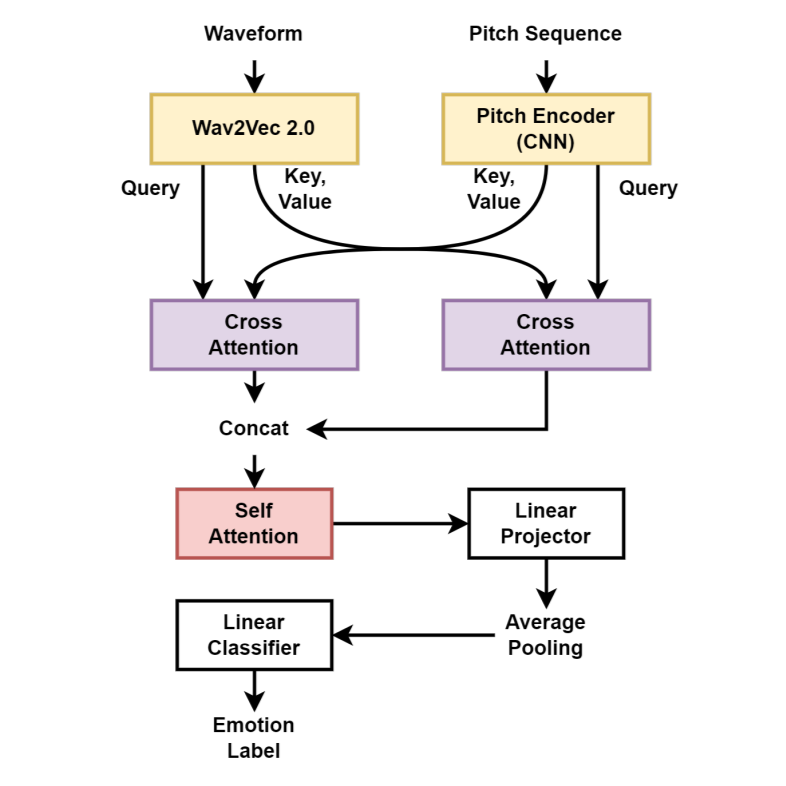 Waveform
Pitch Sequence
Wav2Vec 2.0
Pitch Encoder
(CNN)
Query
Key,
Value
Key,
Value
Query
Cross
Attention
Cross
Attention
Concat
Self
Attention
Linear
Projector
Linear
Classifier
Average
Pooling
Emotion
Label